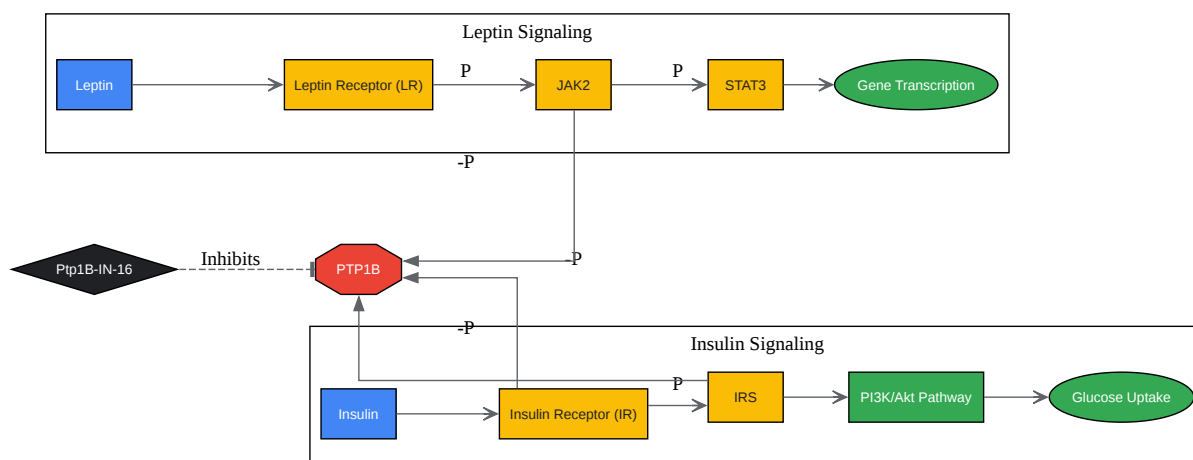 Leptin Signaling
Leptin
Leptin Receptor (LR)
P
JAK2
P
STAT3
Gene Transcription
-P
Ptp1B-IN-16
Inhibits
PTP1B
-P
-P
Insulin Signaling
Insulin
Insulin Receptor (IR)
P
IRS
PI3K/Akt Pathway
Glucose Uptake